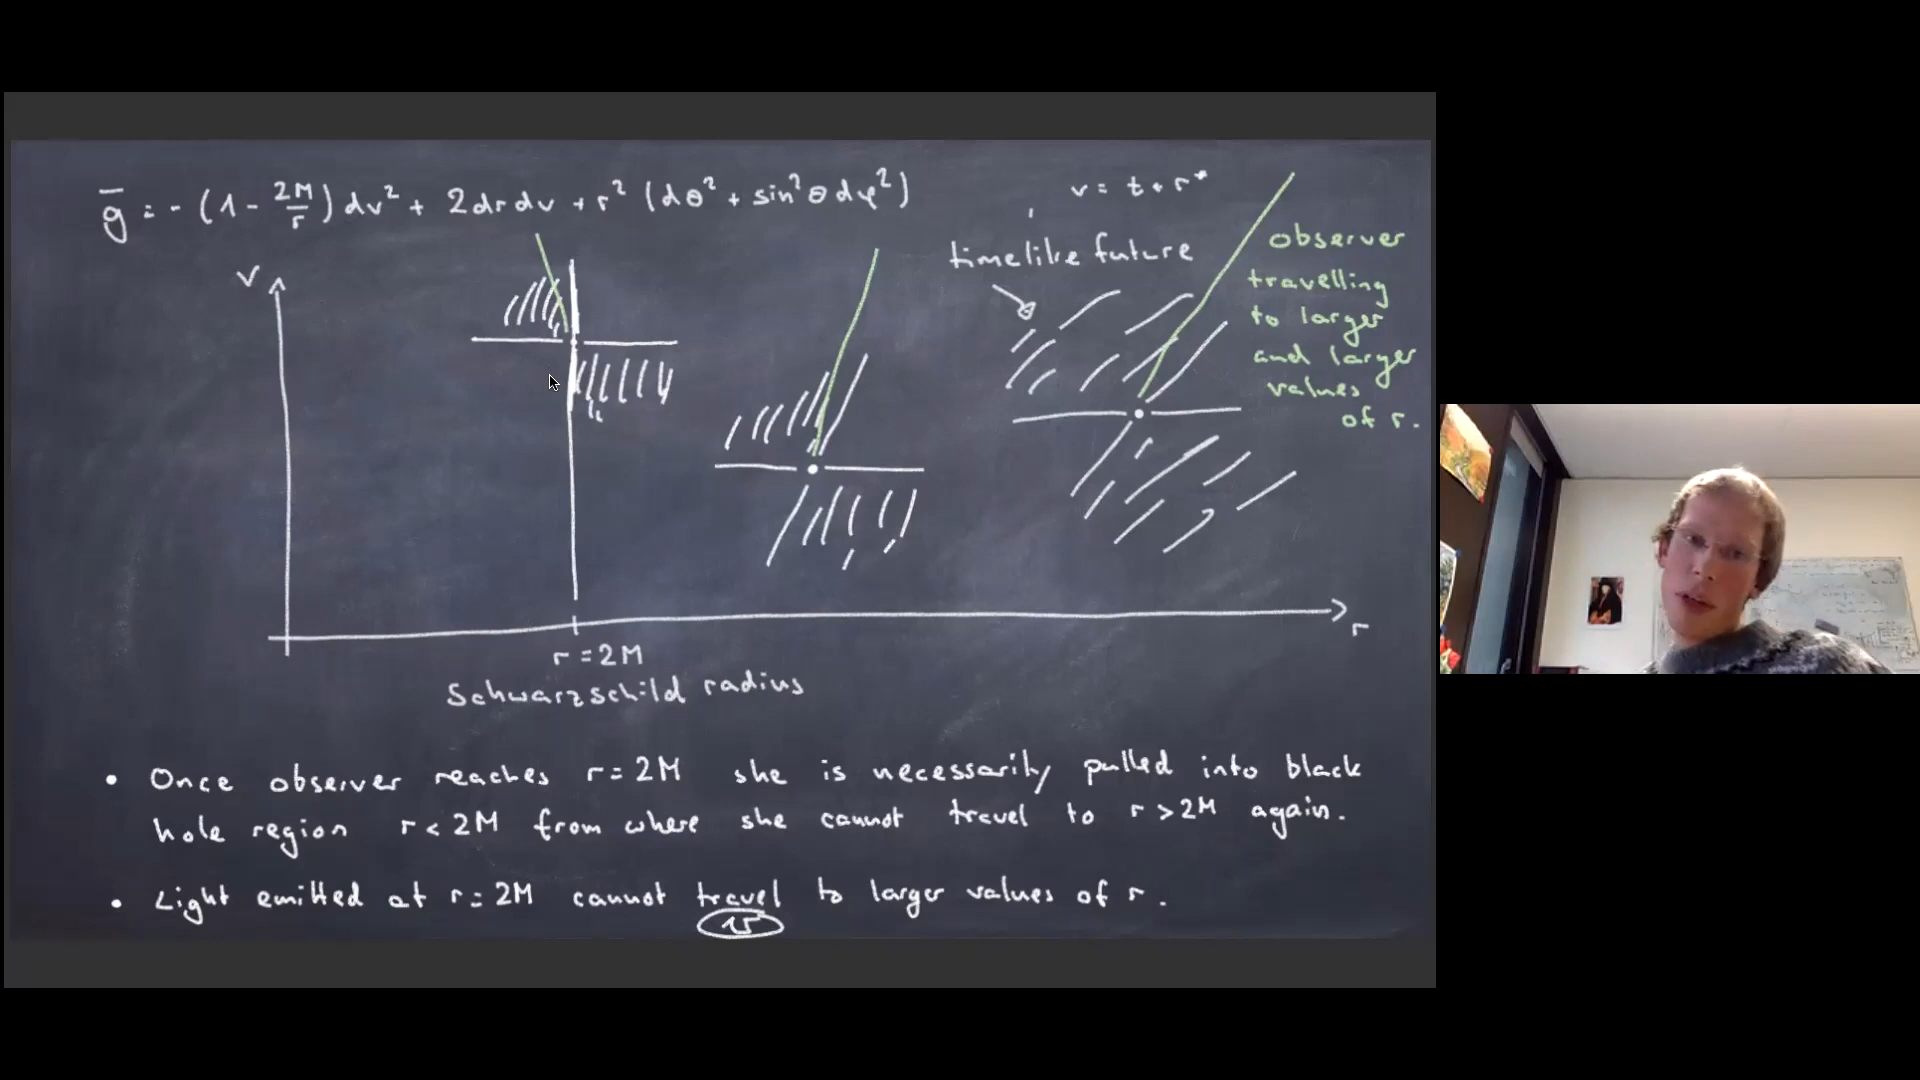 g̅ = - (1 - 2M/r) dv² + 2drdv + r² (dθ² + sin²θ dφ²)
v = t + r*
timelike future
observer
travelling
to larger
and larger
values
of r.
v
r
r = 2M
Schwarzschild radius
• Once observer reaches r = 2M she is necessarily pulled into black
hole region r < 2M from where she cannot travel to r > 2M again.
• Light emitted at r = 2M cannot travel to larger values of r.
15